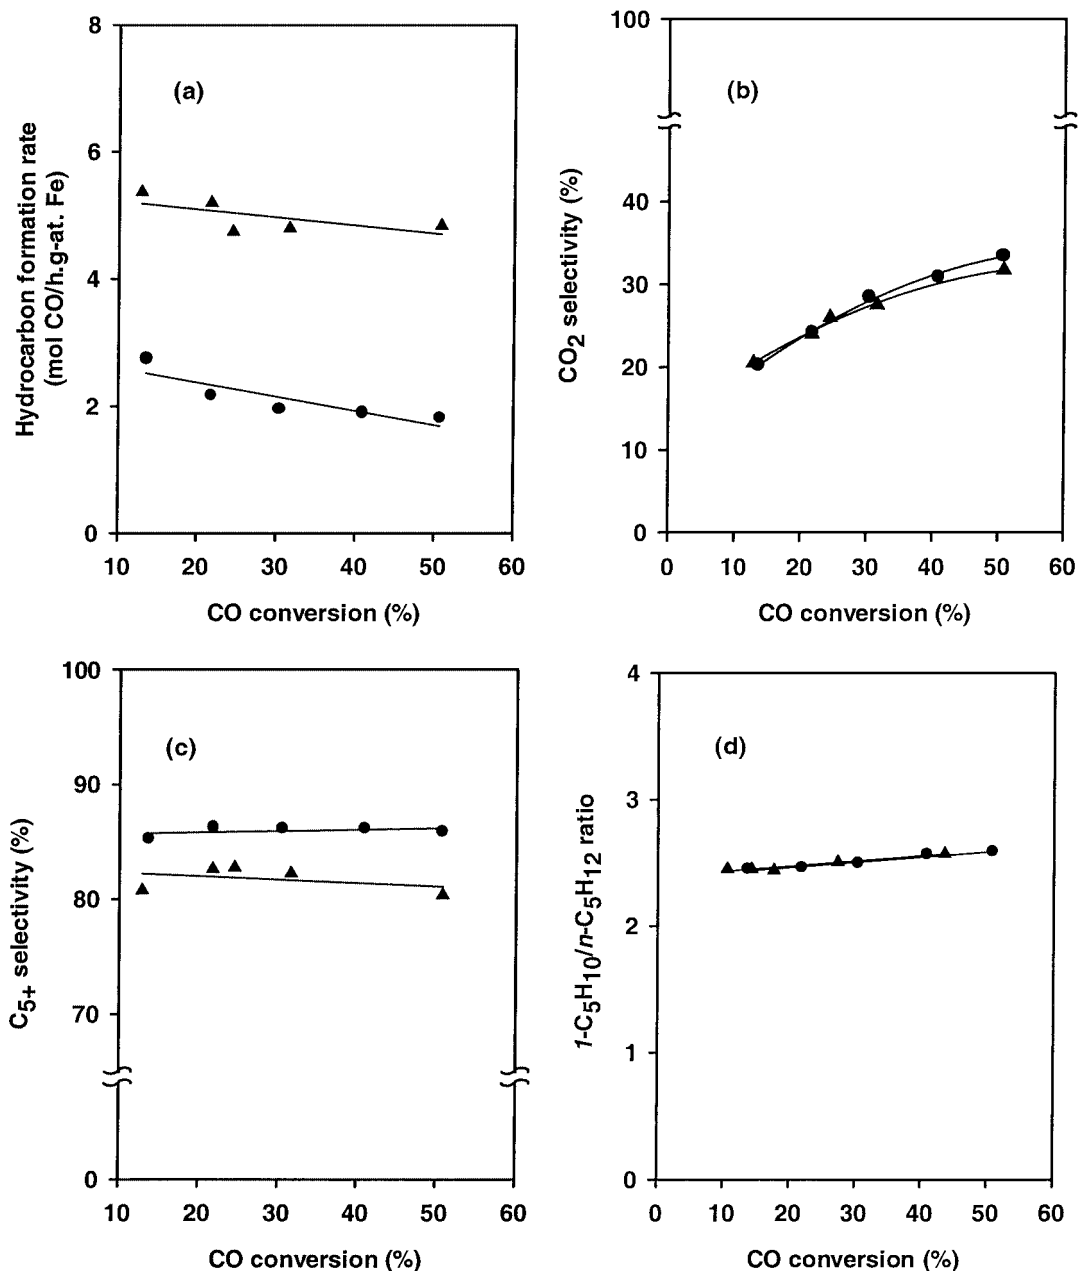 8
6
4
2
0
Hydrocarbon formation rate
(mol CO/h.g-at. Fe)
(a)
10 20 30 40 50 60
CO conversion (%)
100
40
30
20
10
0
CO2 selectivity (%)
(b)
0 10 20 30 40 50 60
CO conversion (%)
100
90
80
70
0
C5+ selectivity (%)
(c)
10 20 30 40 50 60
CO conversion (%)
4
3
2
1
0
1-C5H10/n-C5H12 ratio
(d)
0 10 20 30 40 50 60
CO conversion (%)